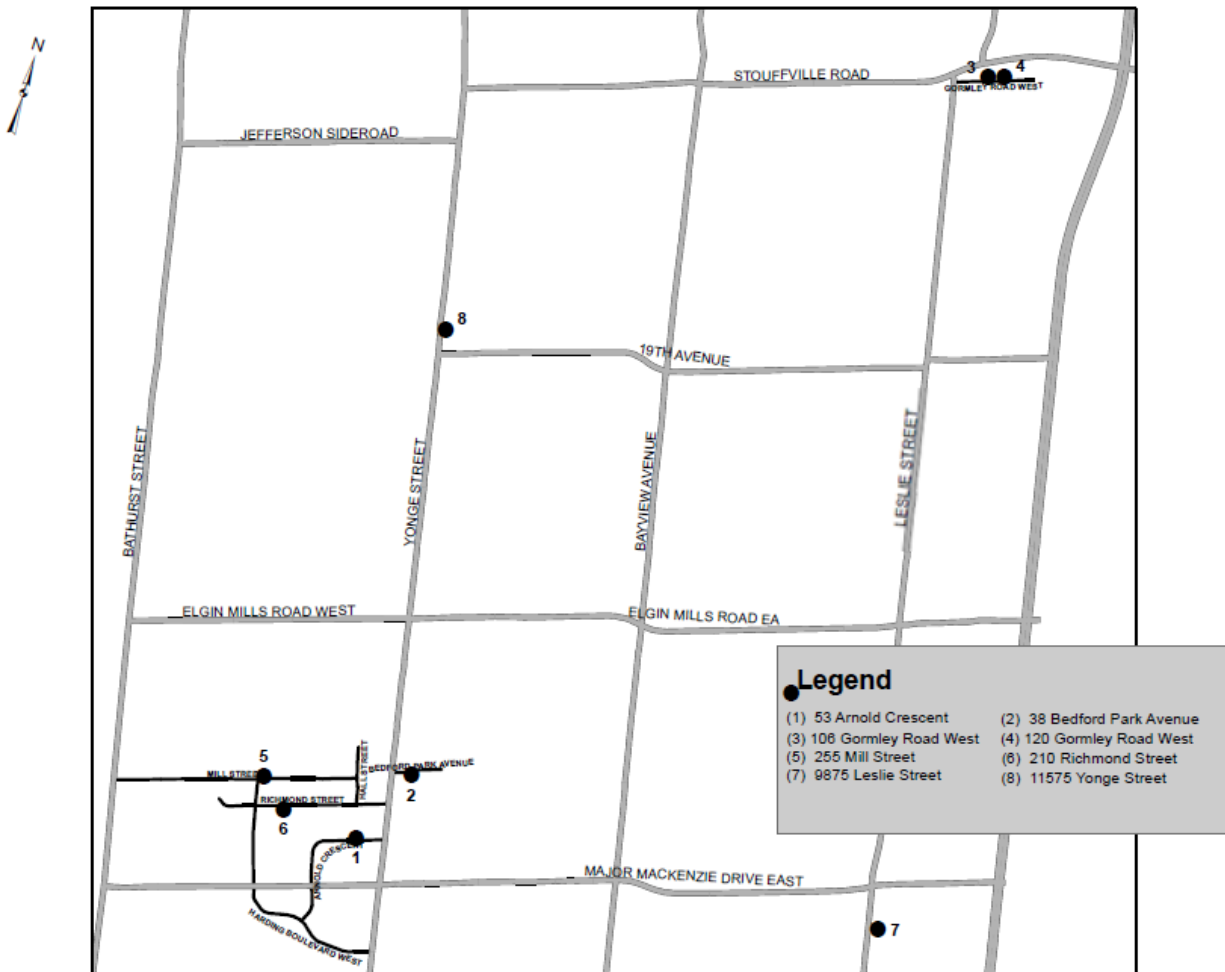 N
3 4
STOUFFVILLE ROAD
GORMLEY ROAD WEST
JEFFERSON SIDEROAD
8
19TH AVENUE
BATHURST STREET
YONGE STREET
BAYVIEW AVENUE
LESLIE STREET
ELGIN MILLS ROAD WEST
ELGIN MILLS ROAD EA
Legend
(1) 53 Arnold Crescent (2) 38 Bedford Park Avenue
(3) 106 Gormley Road West (4) 120 Gormley Road West
(5) 255 Mill Street (6) 210 Richmond Street
(7) 9875 Leslie Street (8) 11575 Yonge Street
5
MILL STREET
HALL STREET
BEDFORD PARK AVENUE
2
RICHMOND STREET
6
1
ARNOLD CRESCENT
MAJOR MACKENZIE DRIVE EAST
HARDING BOULEVARD WEST
7